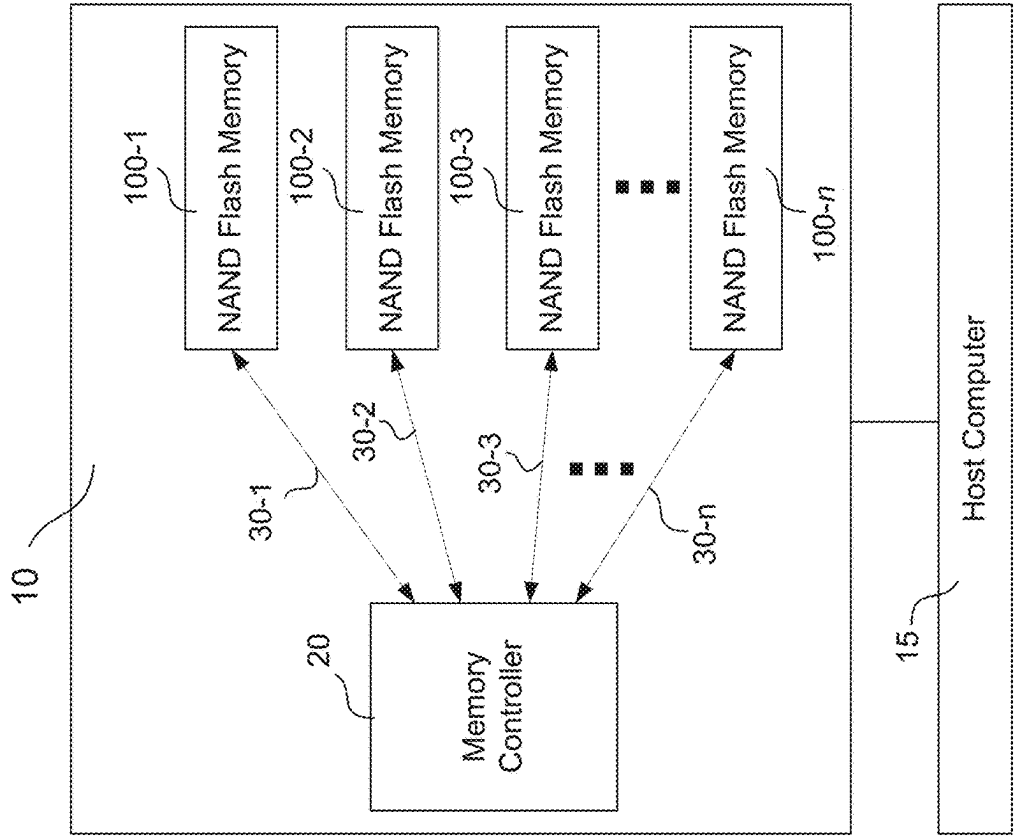 10
20
Memory
Controller
30-1
30-2
30-3
30-n
100-1
NAND Flash Memory
100-2
NAND Flash Memory
100-3
NAND Flash Memory
NAND Flash Memory
100-n
15
Host Computer